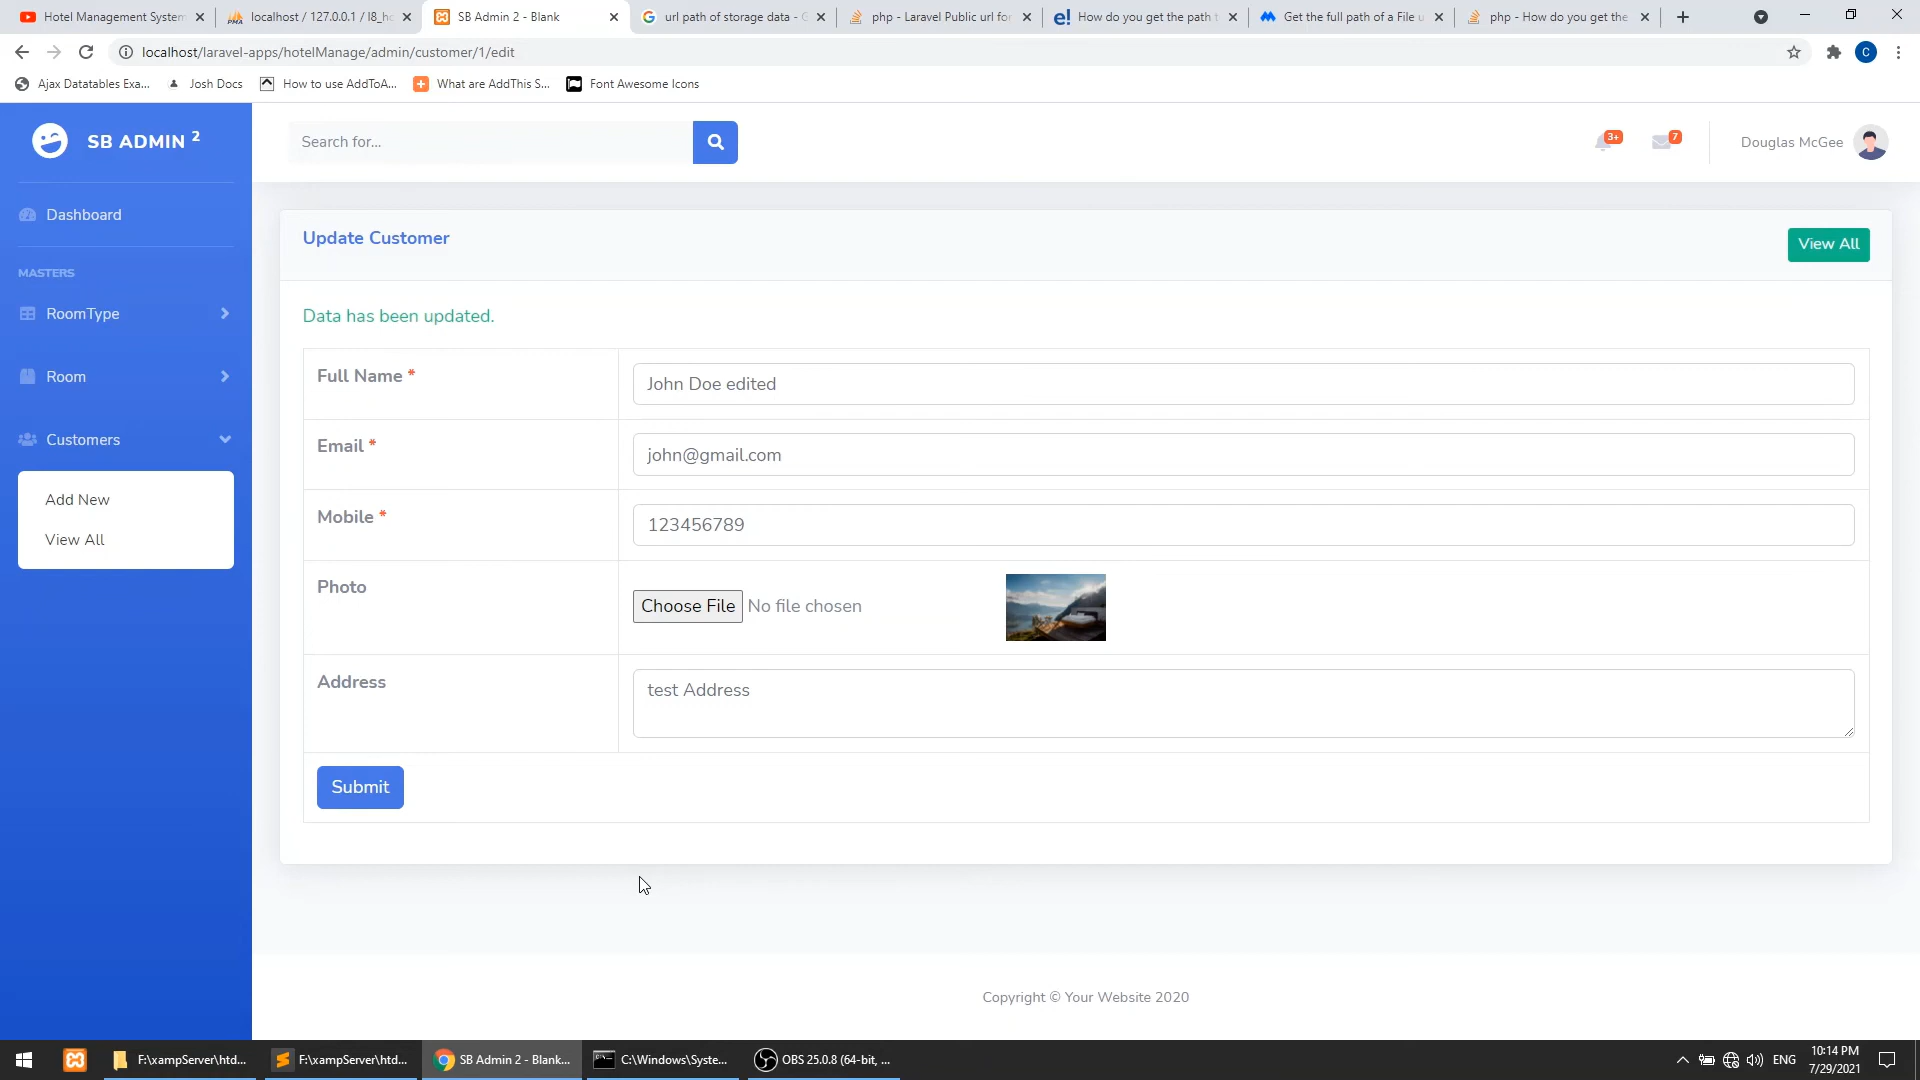 Hotel Management System
localhost / 127.0.0.1 / l8_ho
SB Admin 2 - Blank
url path of storage data - G
php - Laravel Public url for
How do you get the path t
Get the full path of a File u
php - How do you get the
localhost/laravel-apps/hotelManage/admin/customer/1/edit
C
Ajax Datatables Exa...
Josh Docs
How to use AddToA...
What are AddThis S...
Font Awesome Icons
SB ADMIN 2
Search for...
3+
7
Douglas McGee
Dashboard
MASTERS
RoomType
Room
Customers
Add New
View All
Update Customer
View All
Data has been updated.
Full Name *
John Doe edited
Email *
john@gmail.com
Mobile *
123456789
Photo
Choose File No file chosen
Address
test Address
Submit
Copyright © Your Website 2020
F:\xampServer\htd...
F:\xampServer\htd...
SB Admin 2 - Blank...
C:\Windows\Syste...
OBS 25.0.8 (64-bit, ...
ENG
10:14 PM
7/29/2021